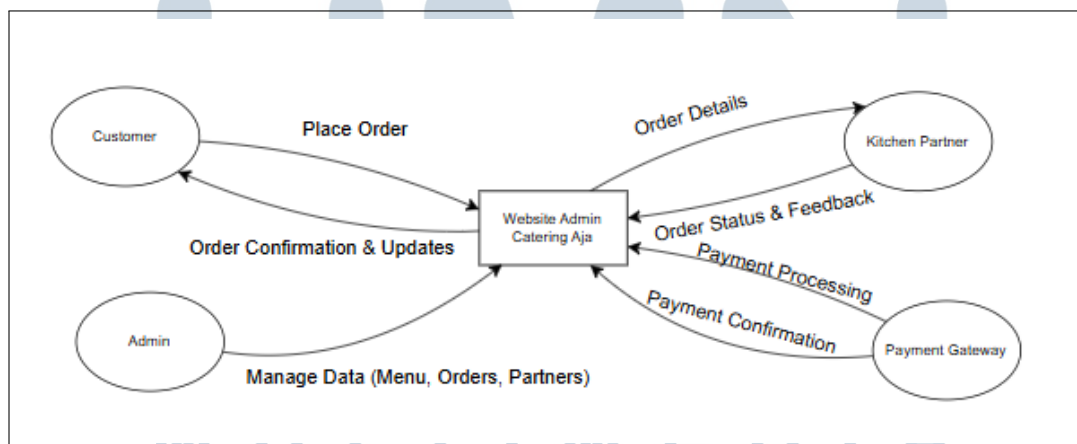 Customer
Place Order
Order Details
Kitchen Partner
Website Admin
Catering Aja
Order Status & Feedback
Order Confirmation & Updates
Payment Processing
Payment Confirmation
Admin
Payment Gateway
Manage Data (Menu, Orders, Partners)